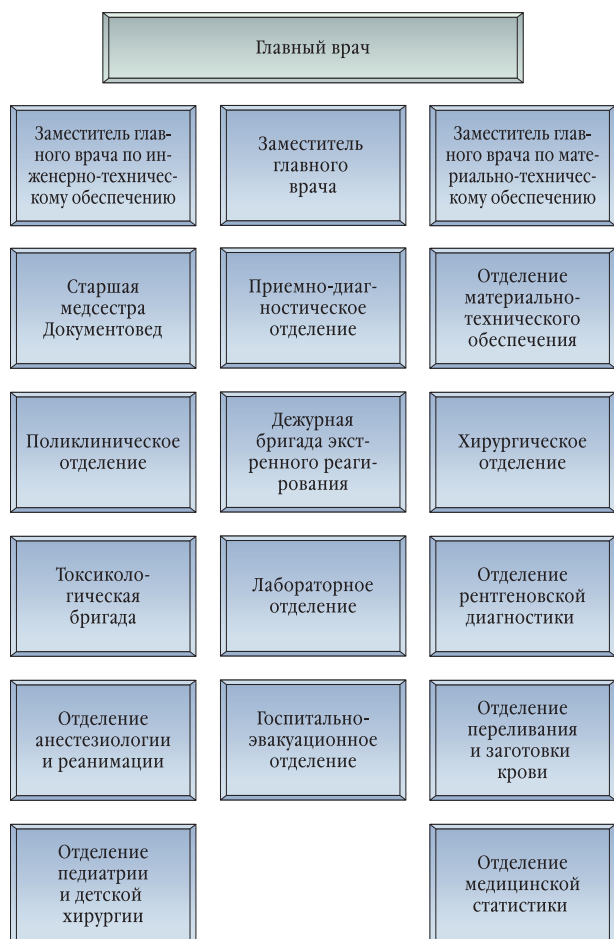 Главный врач
Заместитель глав-
ного врача по ин-
женерно-техничес-
кому обеспечению
Заместитель
главного
врача
Заместитель глав-
ного врача по мате-
риально-техничес-
кому обеспечению
Старшая
медсестра
Документовед
Приемно-диаг-
ностическое
отделение
Отделение
материально-
технического
обеспечения
Поликлиническое
отделение
Дежурная
бригада экст-
ренного реаги-
рования
Хирургическое
отделение
Токсиколо-
гическая
бригада
Лабораторное
отделение
Отделение
рентгеновской
диагностики
Отделение
анестезиологии
и реанимации
Госпитально-
эвакуационное
отделение
Отделение
переливания
и заготовки
крови
Отделение
педиатрии
и детской
хирургии
Отделение
медицинской
статистики